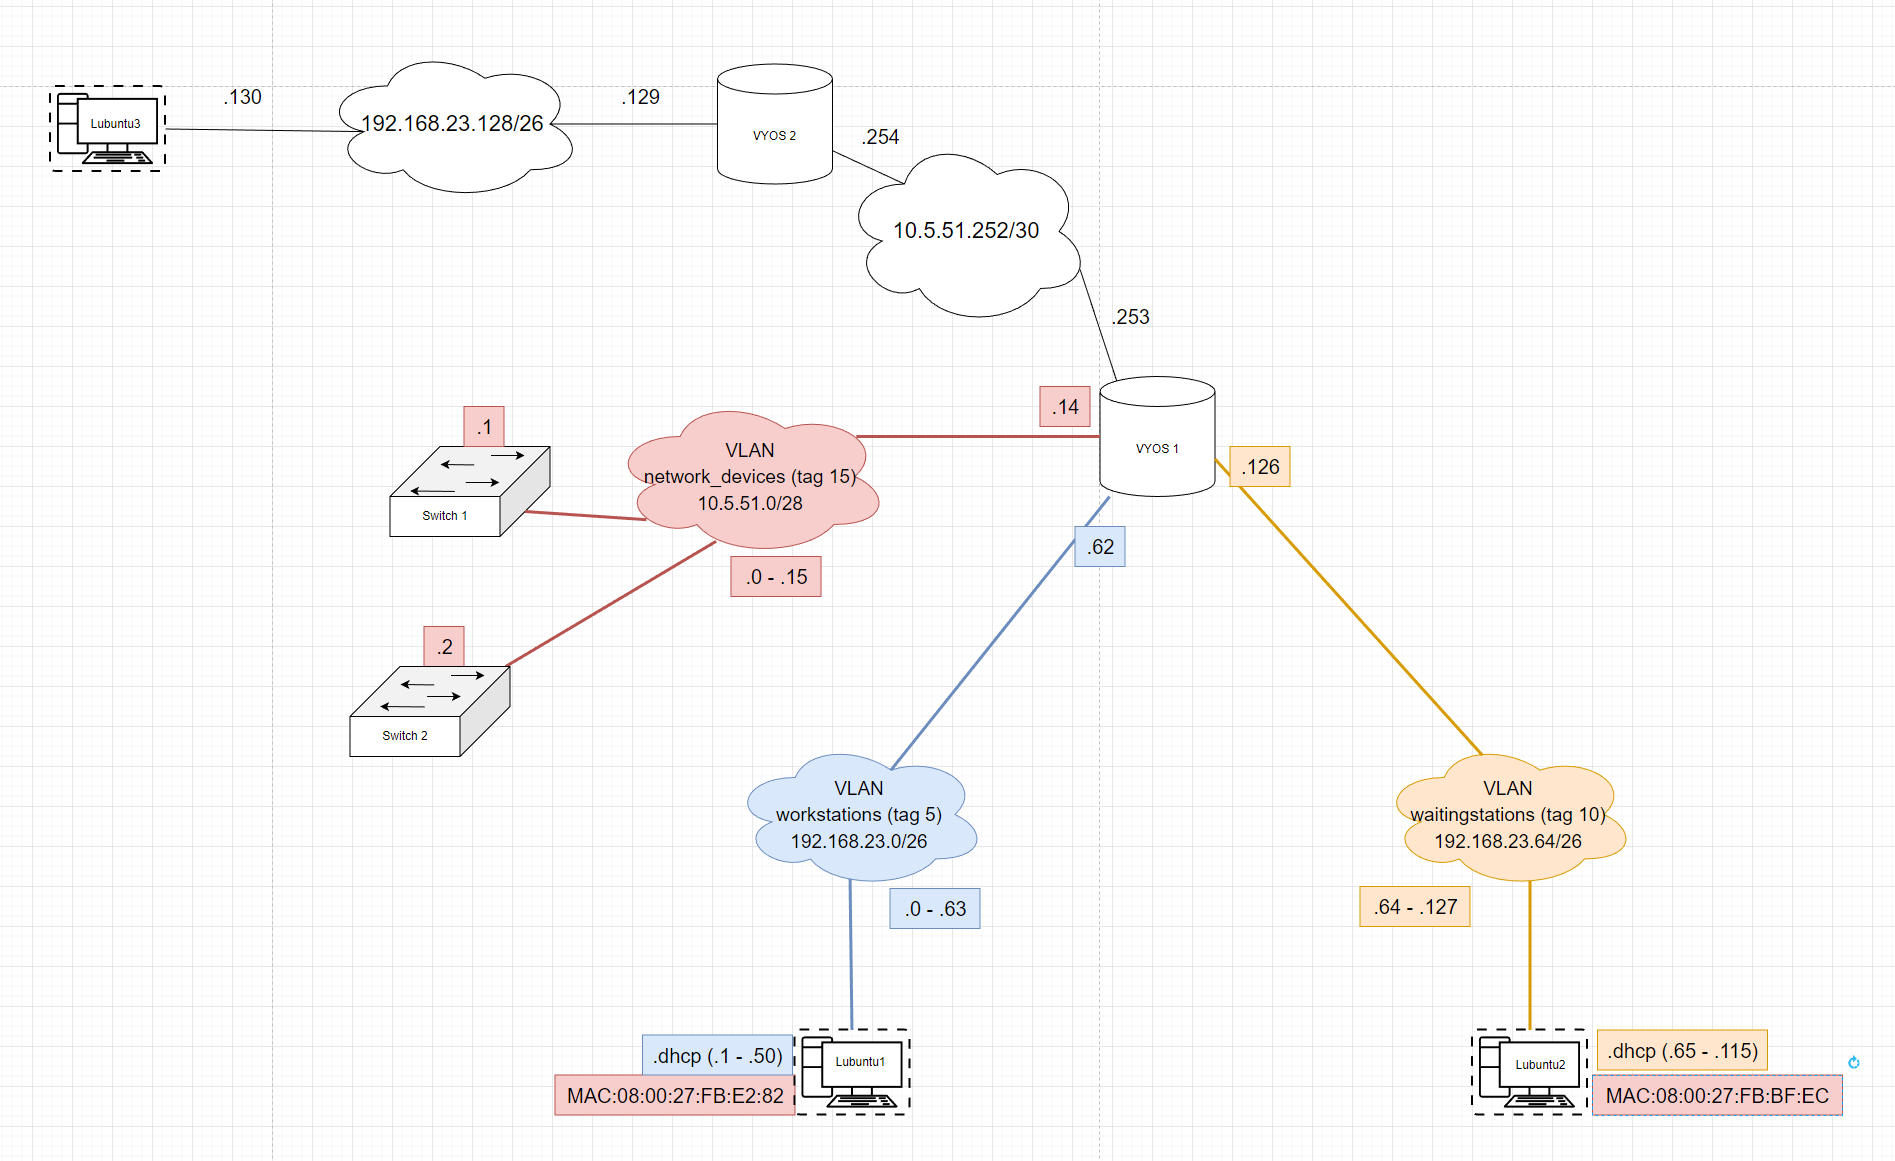 .130
.129
Lubuntu3
192.168.23.128/26
VYOS 2
.254
10.5.51.252/30
.253
.14
.1
VYOS 1
VLAN
network_devices (tag 15)
10.5.51.0/28
.126
Switch 1
.62
.0 - .15
.2
Switch 2
VLAN
workstations (tag 5)
192.168.23.0/26
VLAN
waitingstations (tag 10)
192.168.23.64/26
.0 - .63
.64 - .127
.dhcp (.1 - .50)
Lubuntu1
MAC:08:00:27:FB:E2:82
Lubuntu2
.dhcp (.65 - .115)
MAC:08:00:27:FB:BF:EC